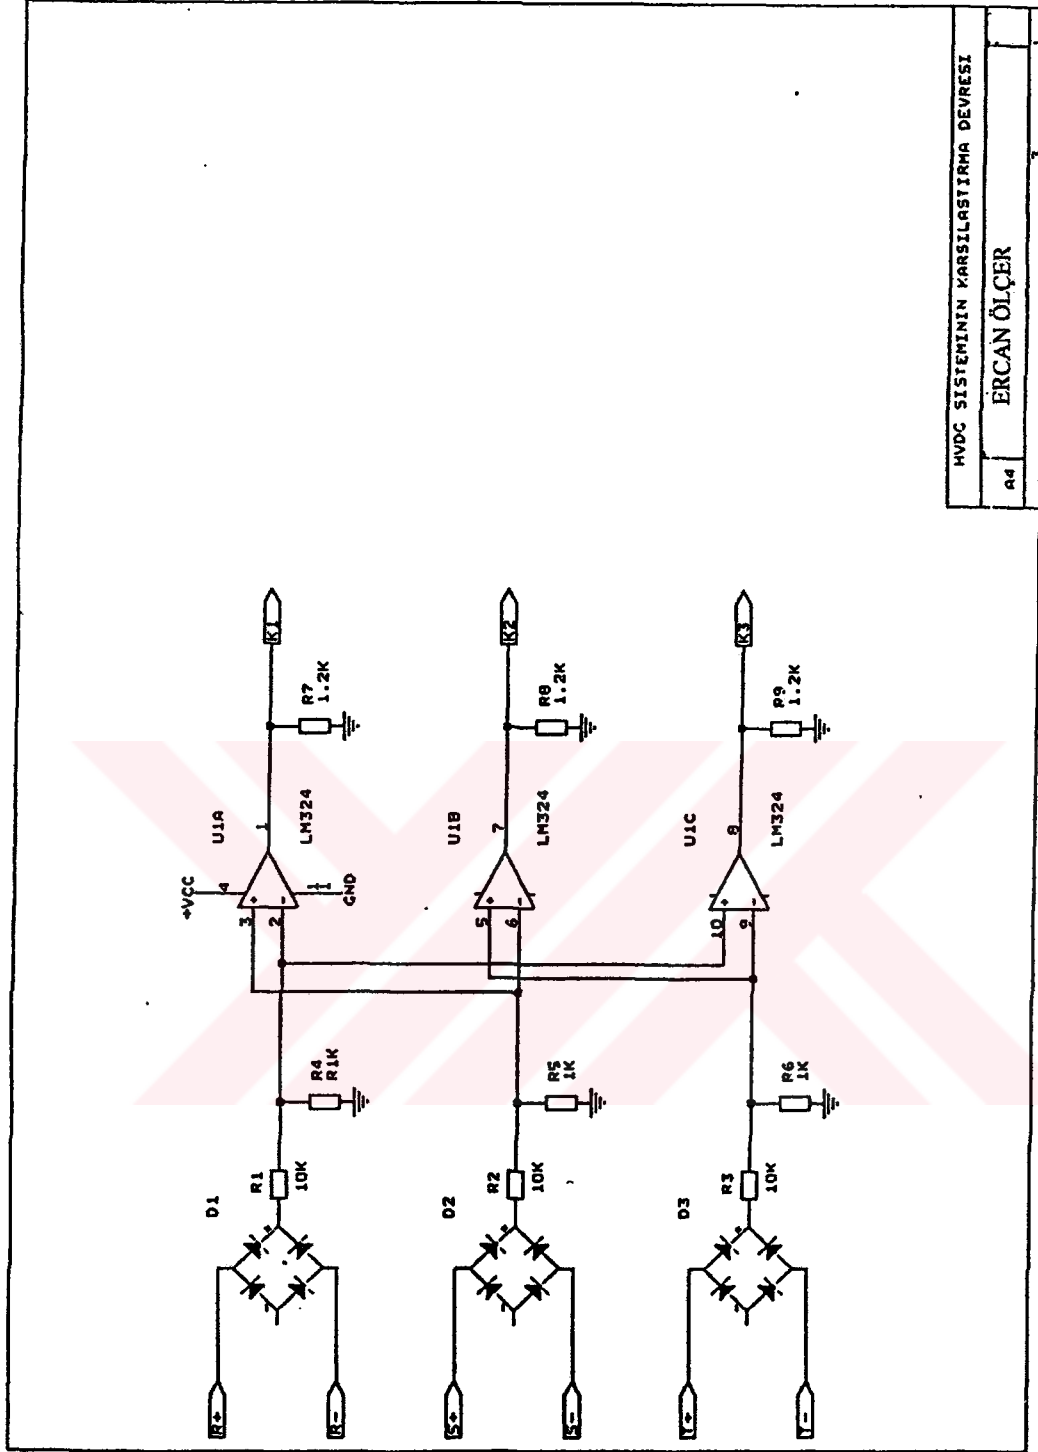 R+
R-
D1
R1
10K
R4
R1K
+VCC
4
3
2
11
GND
U1A
1
LM324
R7
1.2K
K1
S+
S-
D2
R2
10K
R5
1K
5
6
U1B
7
LM324
R8
1.2K
K2
T+
T-
D3
R3
10K
R6
1K
10
9
U1C
8
LM324
R9
1.2K
K3
HVDC SISTEMININ KARSILASTIRMA DEVRESI
A4
ERCAN ÖLÇER